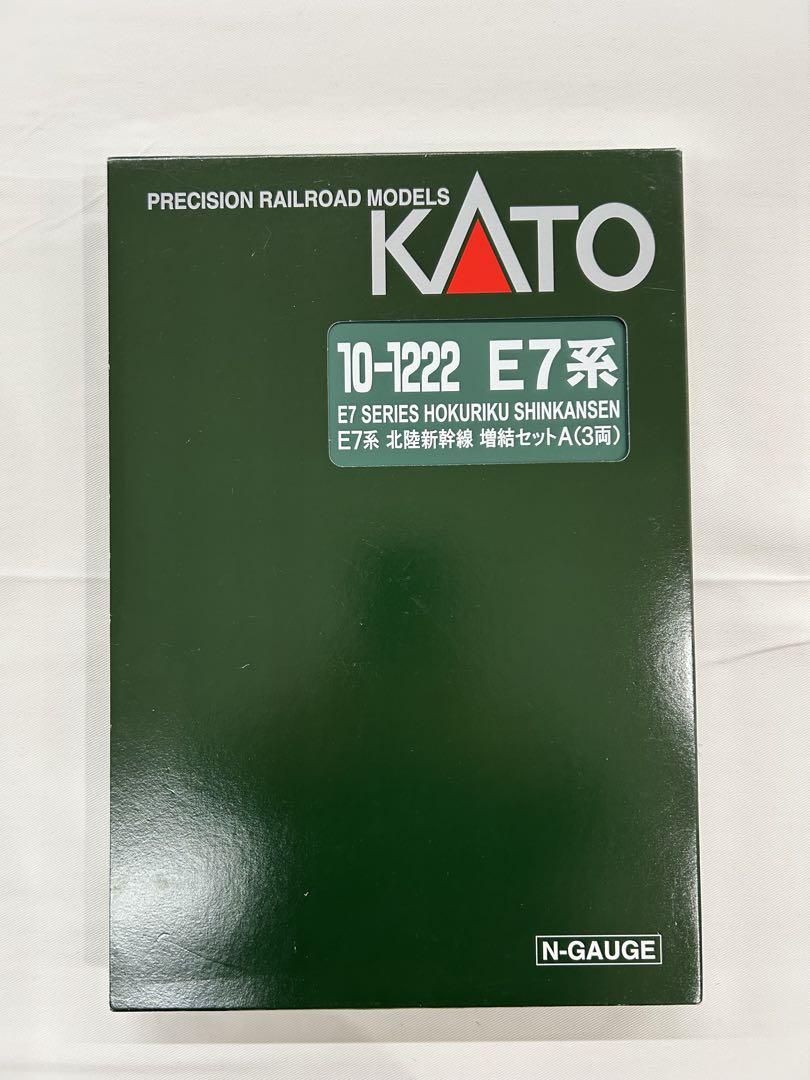 PRECISION RAILROAD MODELS
KATO
10-1222 E7系
E7 SERIES HOKURIKU SHINKANSEN
E7系 北陸新幹線 増結セットA(3両)
N-GAUGE